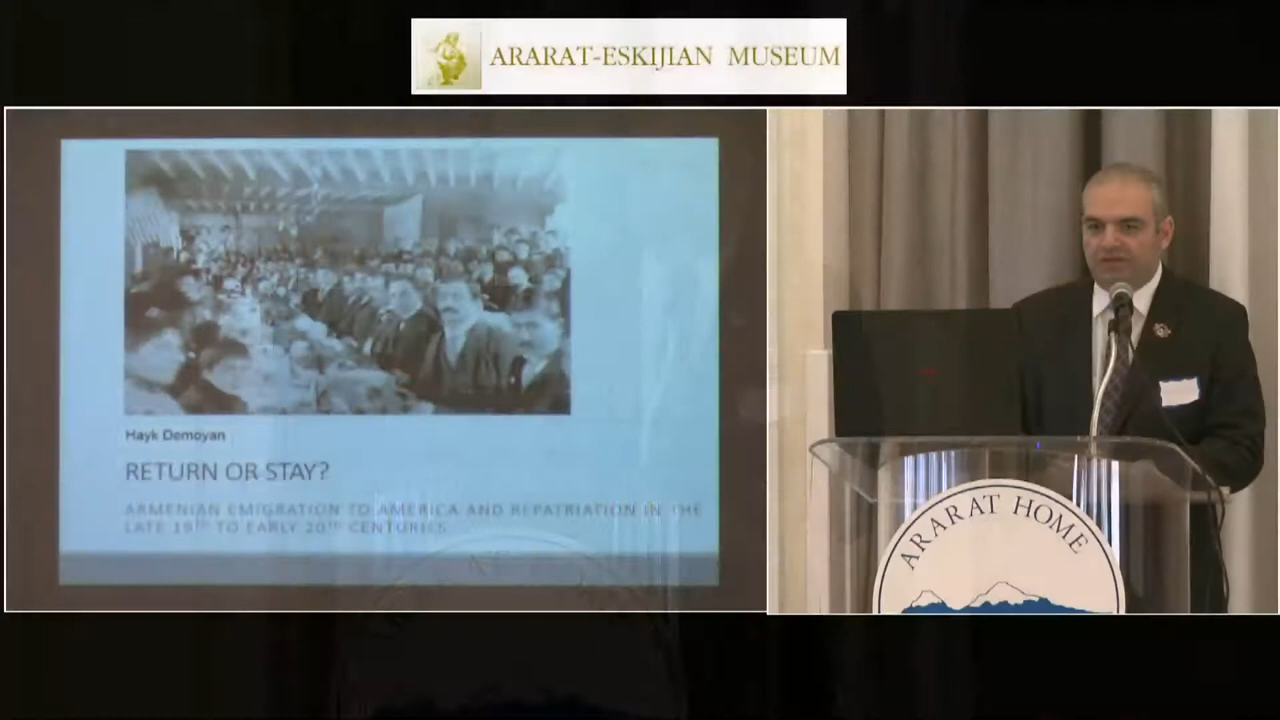 ARARAT-ESKIJIAN MUSEUM
Hayk Demoyan
RETURN OR STAY?
ARMENIAN EMIGRATION TO AMERICA AND REPATRIATION IN THE
LATE 19TH TO EARLY 20TH CENTURIES
ARARAT HOME